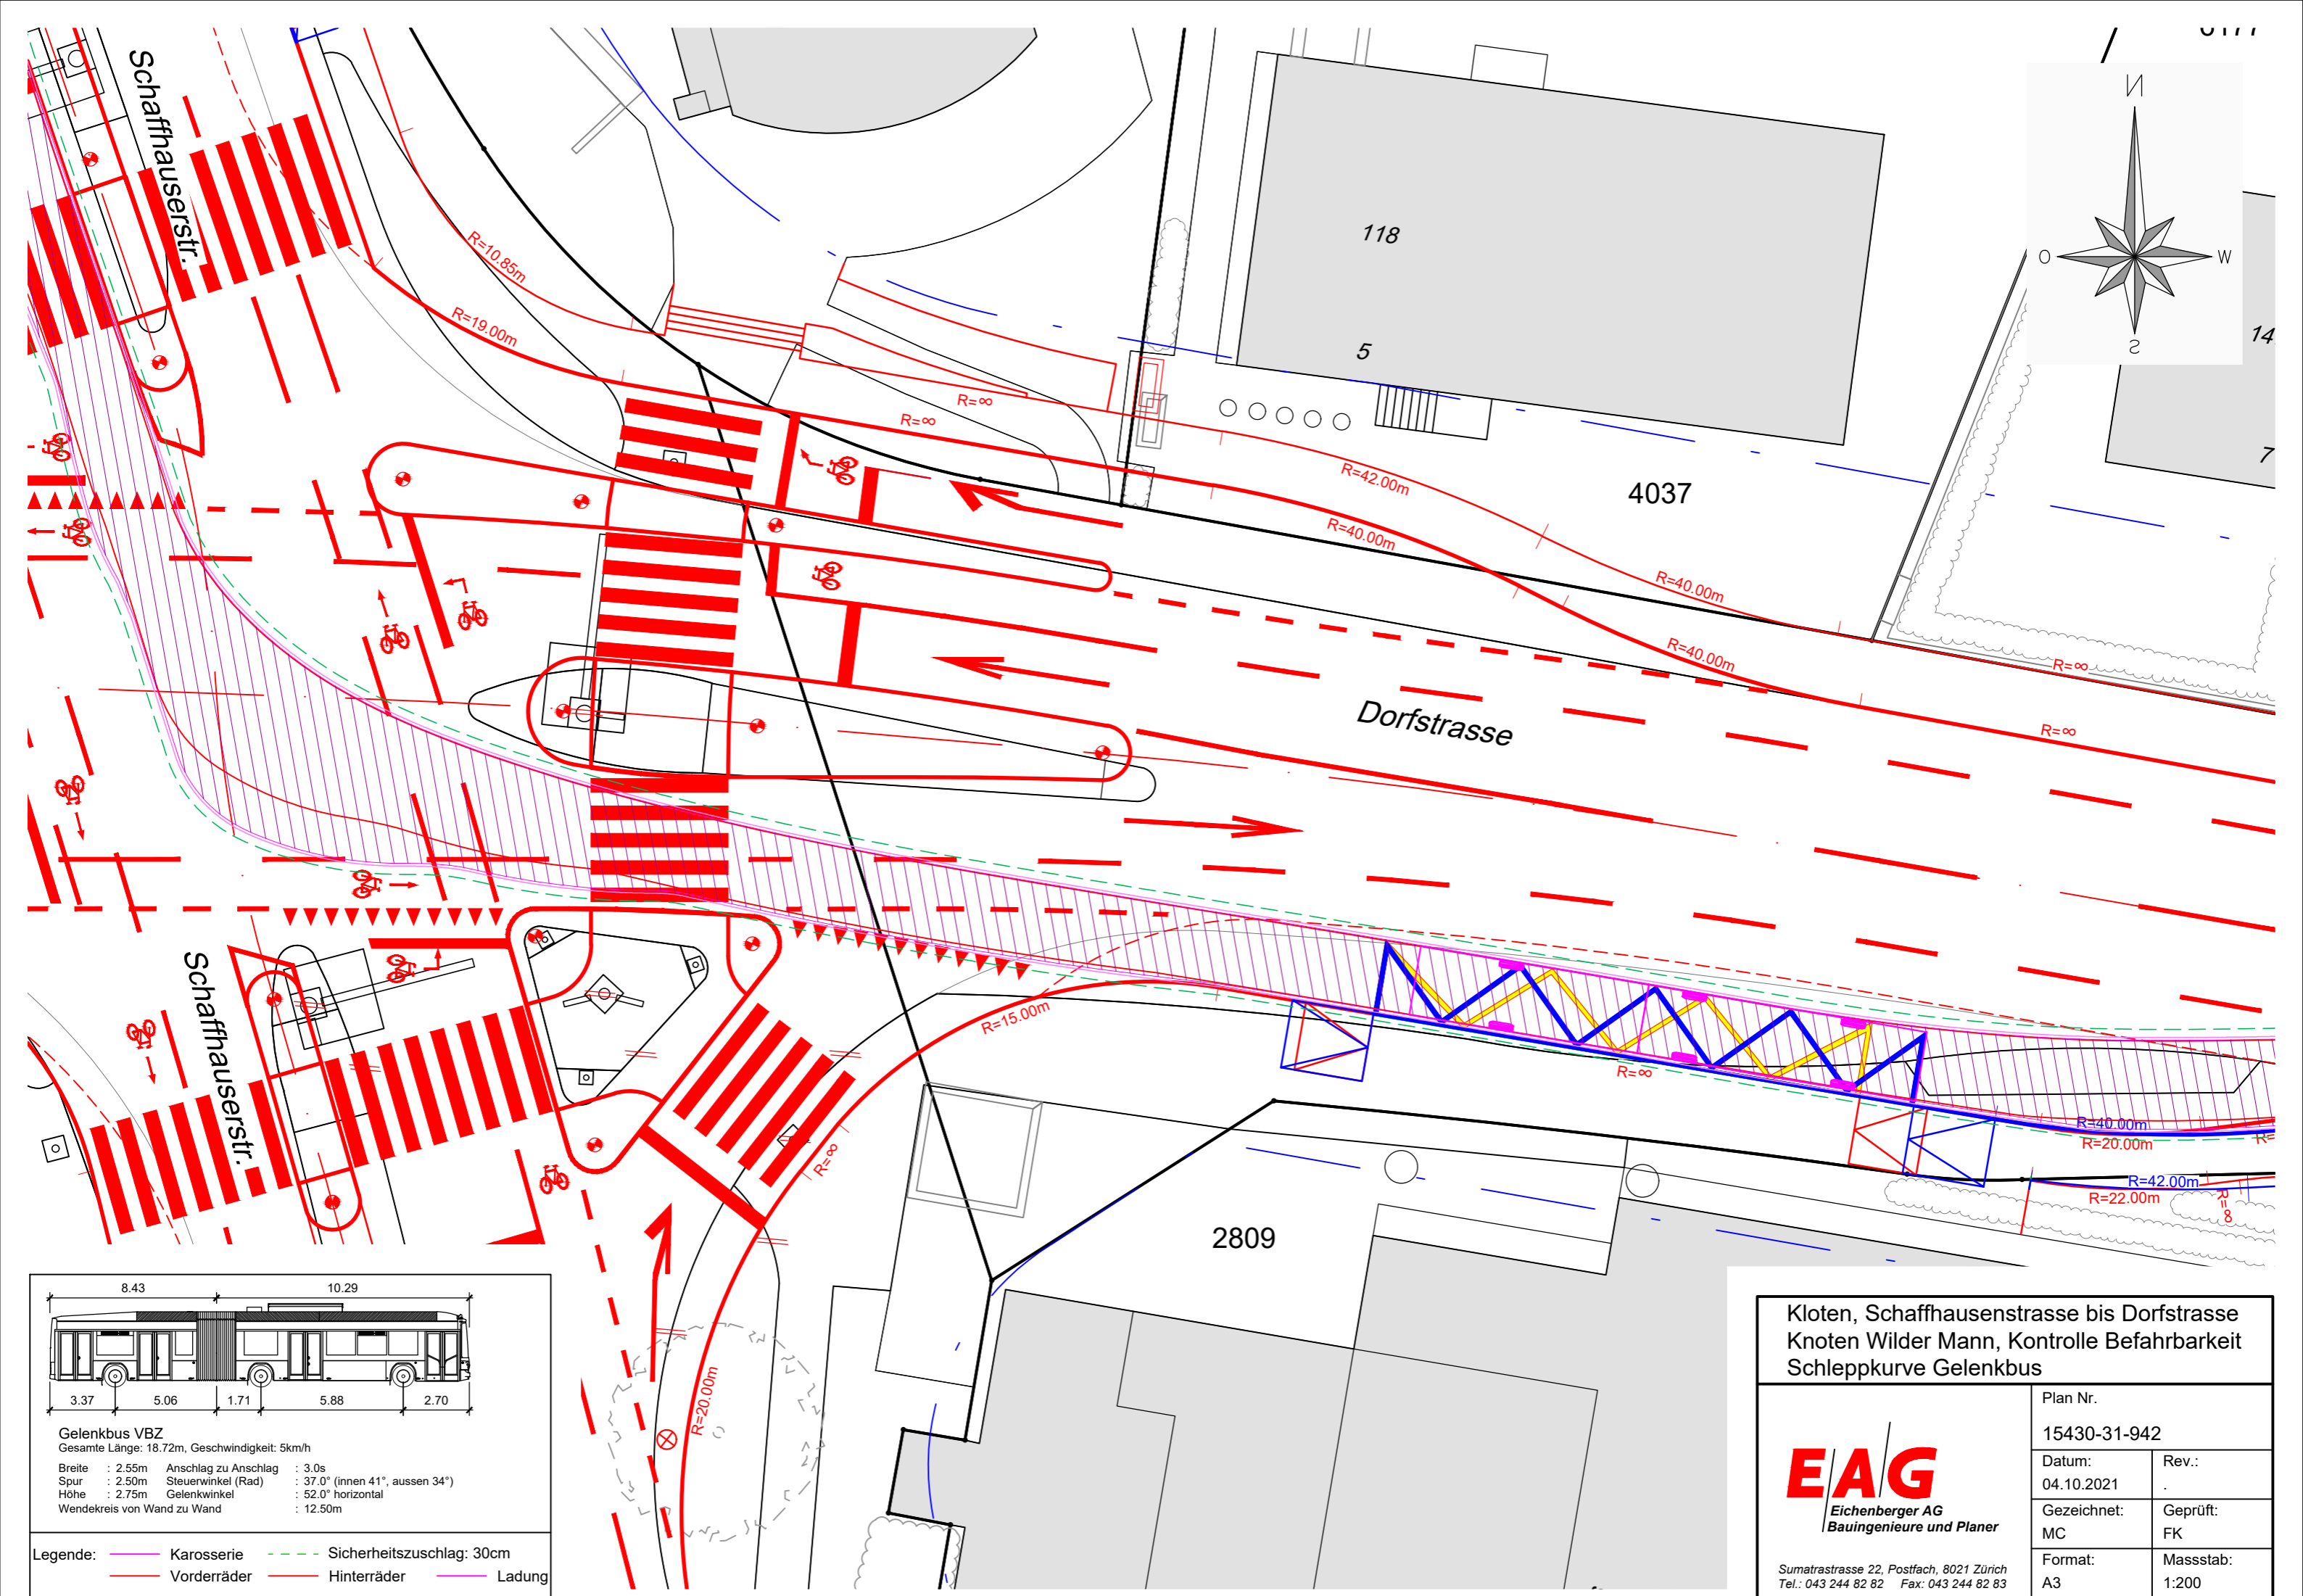 Schaffhauserstr.
N
O
W
S
118
5
4037
14
7
R=10.85m
R=19.00m
R=∞
R=∞
R=42.00m
R=40.00m
R=40.00m
R=40.00m
R=∞
R=∞
Dorfstrasse
Schaffhauserstr.
R=15.00m
R=∞
R=∞
R=40.00m
R=20.00m
R=
R=42.00m
R=22.00m
R=∞
2809
R=20.00m
8.43 10.29
3.37 5.06 1.71 5.88 2.70
Gelenkbus VBZ
Gesamte Länge: 18.72m, Geschwindigkeit: 5km/h
Breite : 2.55m Anschlag zu Anschlag : 3.0s
Spur : 2.50m Steuerwinkel (Rad) : 37.0° (innen 41°, aussen 34°)
Höhe : 2.75m Gelenkwinkel : 52.0° horizontal
Wendekreis von Wand zu Wand : 12.50m
Legende: Karosserie Sicherheitszuschlag: 30cm
Vorderräder Hinterräder Ladung
Kloten, Schaffhausenstrasse bis Dorfstrasse
Knoten Wilder Mann, Kontrolle Befahrbarkeit
Schleppkurve Gelenkbus
EAG
Eichenberger AG
Bauingenieure und Planer
Sumatrastrasse 22, Postfach, 8021 Zürich
Tel.: 043 244 82 82 Fax: 043 244 82 83
Plan Nr.
15430-31-942
Datum: Rev.:
04.10.2021 .
Gezeichnet: Geprüft:
MC FK
Format: Massstab:
A3 1:200